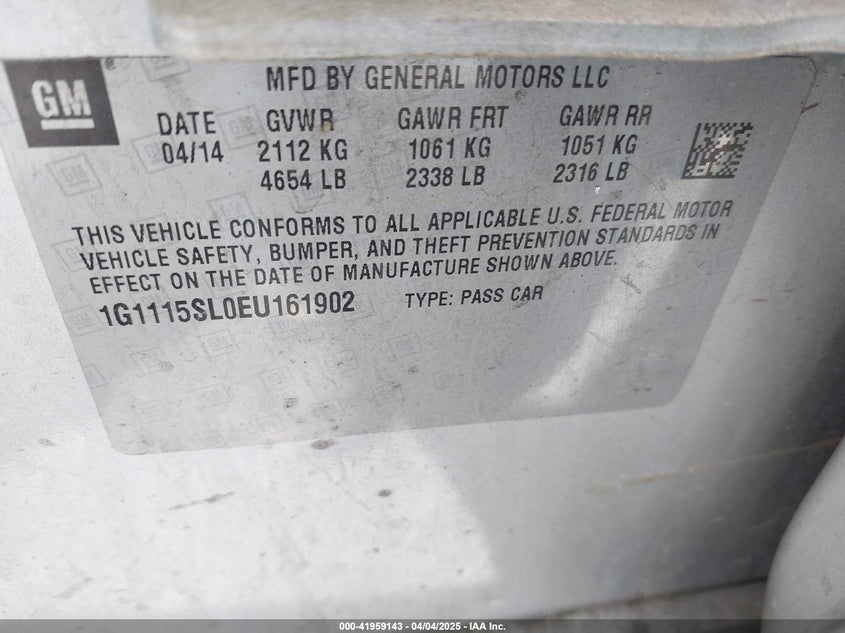 GM
MFD BY GENERAL MOTORS LLC
DATE GVWR GAWR FRT GAWR RR
04/14 2112 KG 1061 KG 1051 KG
4654 LB 2338 LB 2316 LB
THIS VEHICLE CONFORMS TO ALL APPLICABLE U.S. FEDERAL MOTOR
VEHICLE SAFETY, BUMPER, AND THEFT PREVENTION STANDARDS IN
EFFECT ON THE DATE OF MANUFACTURE SHOWN ABOVE.
1G1115SL0EU161902 TYPE: PASS CAR
000-41959143 - 04/04/2025 - IAA Inc.